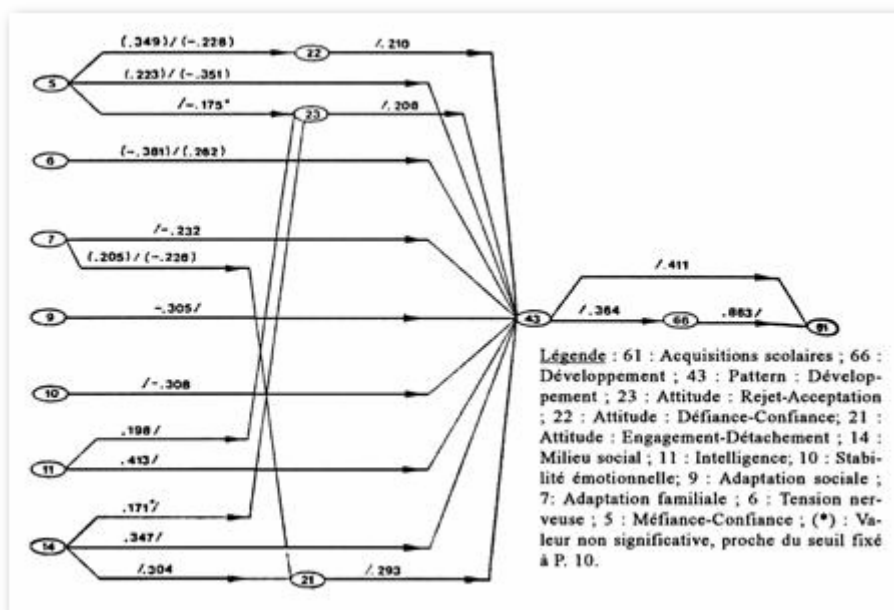 (.349)/(-.228)
22
/.210
(.223)/(-.351)
5
/-.175*
23
/.208
(-.381)/(.262)
6
/-.232
7
(.205)/(-.228)
/.411
-.305/
/.364
.863/
9
43
66
61
/-.308
10
.198/
11
.413/
.171*/
14
.347/
/.304
21
/.293
Légende : 61 : Acquisitions scolaires ; 66 :
Développement ; 43 : Pattern : Dévelop-
pement ; 23 : Attitude : Rejet-Acceptation
; 22 : Attitude : Défiance-Confiance; 21 :
Attitude : Engagement-Détachement ; 14 :
Milieu social ; 11 : Intelligence; 10 : Stabi-
lité émotionnelle; 9 : Adaptation sociale ;
7: Adaptation familiale ; 6 : Tension ner-
veuse ; 5 : Méfiance-Confiance ; (*) : Va-
leur non significative, proche du seuil fixé
à P. 10.